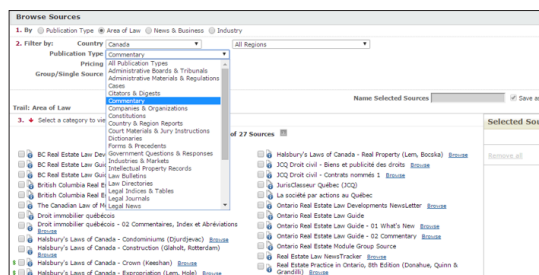 Browse Sources
1. By Publication Type Area of Law News & Business Industry
2. Filter by: Country Canada All Regions
Publication Type Commentary
Pricing All Publication Types
Group/Single Source Administrative Boards & Tribunals
Administrative Materials & Regulations
Cases
Citators & Digests
Commentary
Companies & Organizations
Constitutions
Country & Region Reports
Court Materials & Jury Instructions
Dictionaries
Forms & Precedents
Government Questions & Responses
Industries & Markets
Intellectual Property Records
Law Bulletins
Law Directories
Legal Indices & Tables
Legal Journals
Legal News
Name Selected Sources Save as
Trail: Area of Law
3. Select a category to vie
of 27 Sources
Selected Sou
Remove all
BC Real Estate Law Dev
BC Real Estate Law Guid
BC Real Estate Law Guid
British Columbia Real E
British Columbia Real E
The Canadian Law of M
Droit immobilier québécois
Droit immobilier québécois - 02 Commentaires, Index et Abréviations
Browse
Halsbury's Laws of Canada - Condominiums (Djurdjevac) Browse
Halsbury's Laws of Canada - Construction (Glaholt, Rotterdam)
Browse
$ Halsbury's Laws of Canada - Crown (Keeshan) Browse
$ Halsbury's Laws of Canada - Expropriation (Lem, Hole) Browse
Halsbury's Laws of Canada - Real Property (Lem, Bocska) Browse
JCQ Droit civil - Biens et publicité des droits Browse
JCQ Droit civil - Contrats nommés 1 Browse
JurisClasseur Québec (JCQ)
La société par actions au Québec
Ontario Real Estate Law Developments NewsLetter Browse
Ontario Real Estate Law Guide
Ontario Real Estate Law Guide - 01 What's New Browse
Ontario Real Estate Law Guide - 02 Commentary Browse
Ontario Real Estate Module Group Source
Real Estate Law NewsTracker Browse
Real Estate Practice in Ontario, 8th Edition (Donahue, Quinn &
Grandilli) Browse